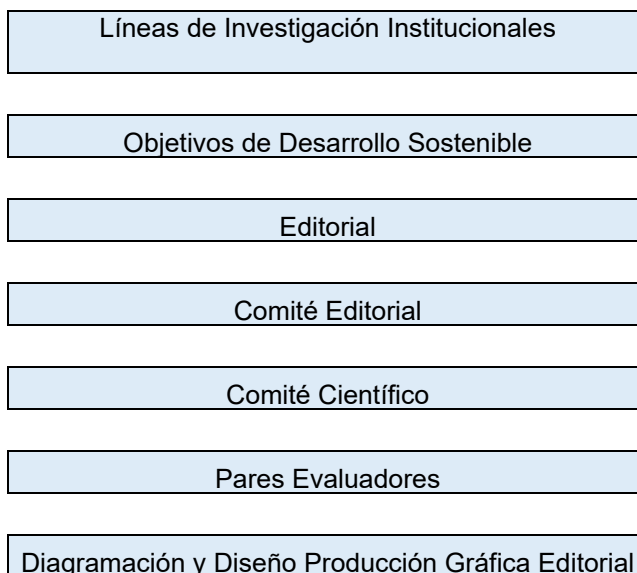 Líneas de Investigación Institucionales
Objetivos de Desarrollo Sostenible
Editorial
Comité Editorial
Comité Científico
Pares Evaluadores
Diagramación y Diseño Producción Gráfica Editorial